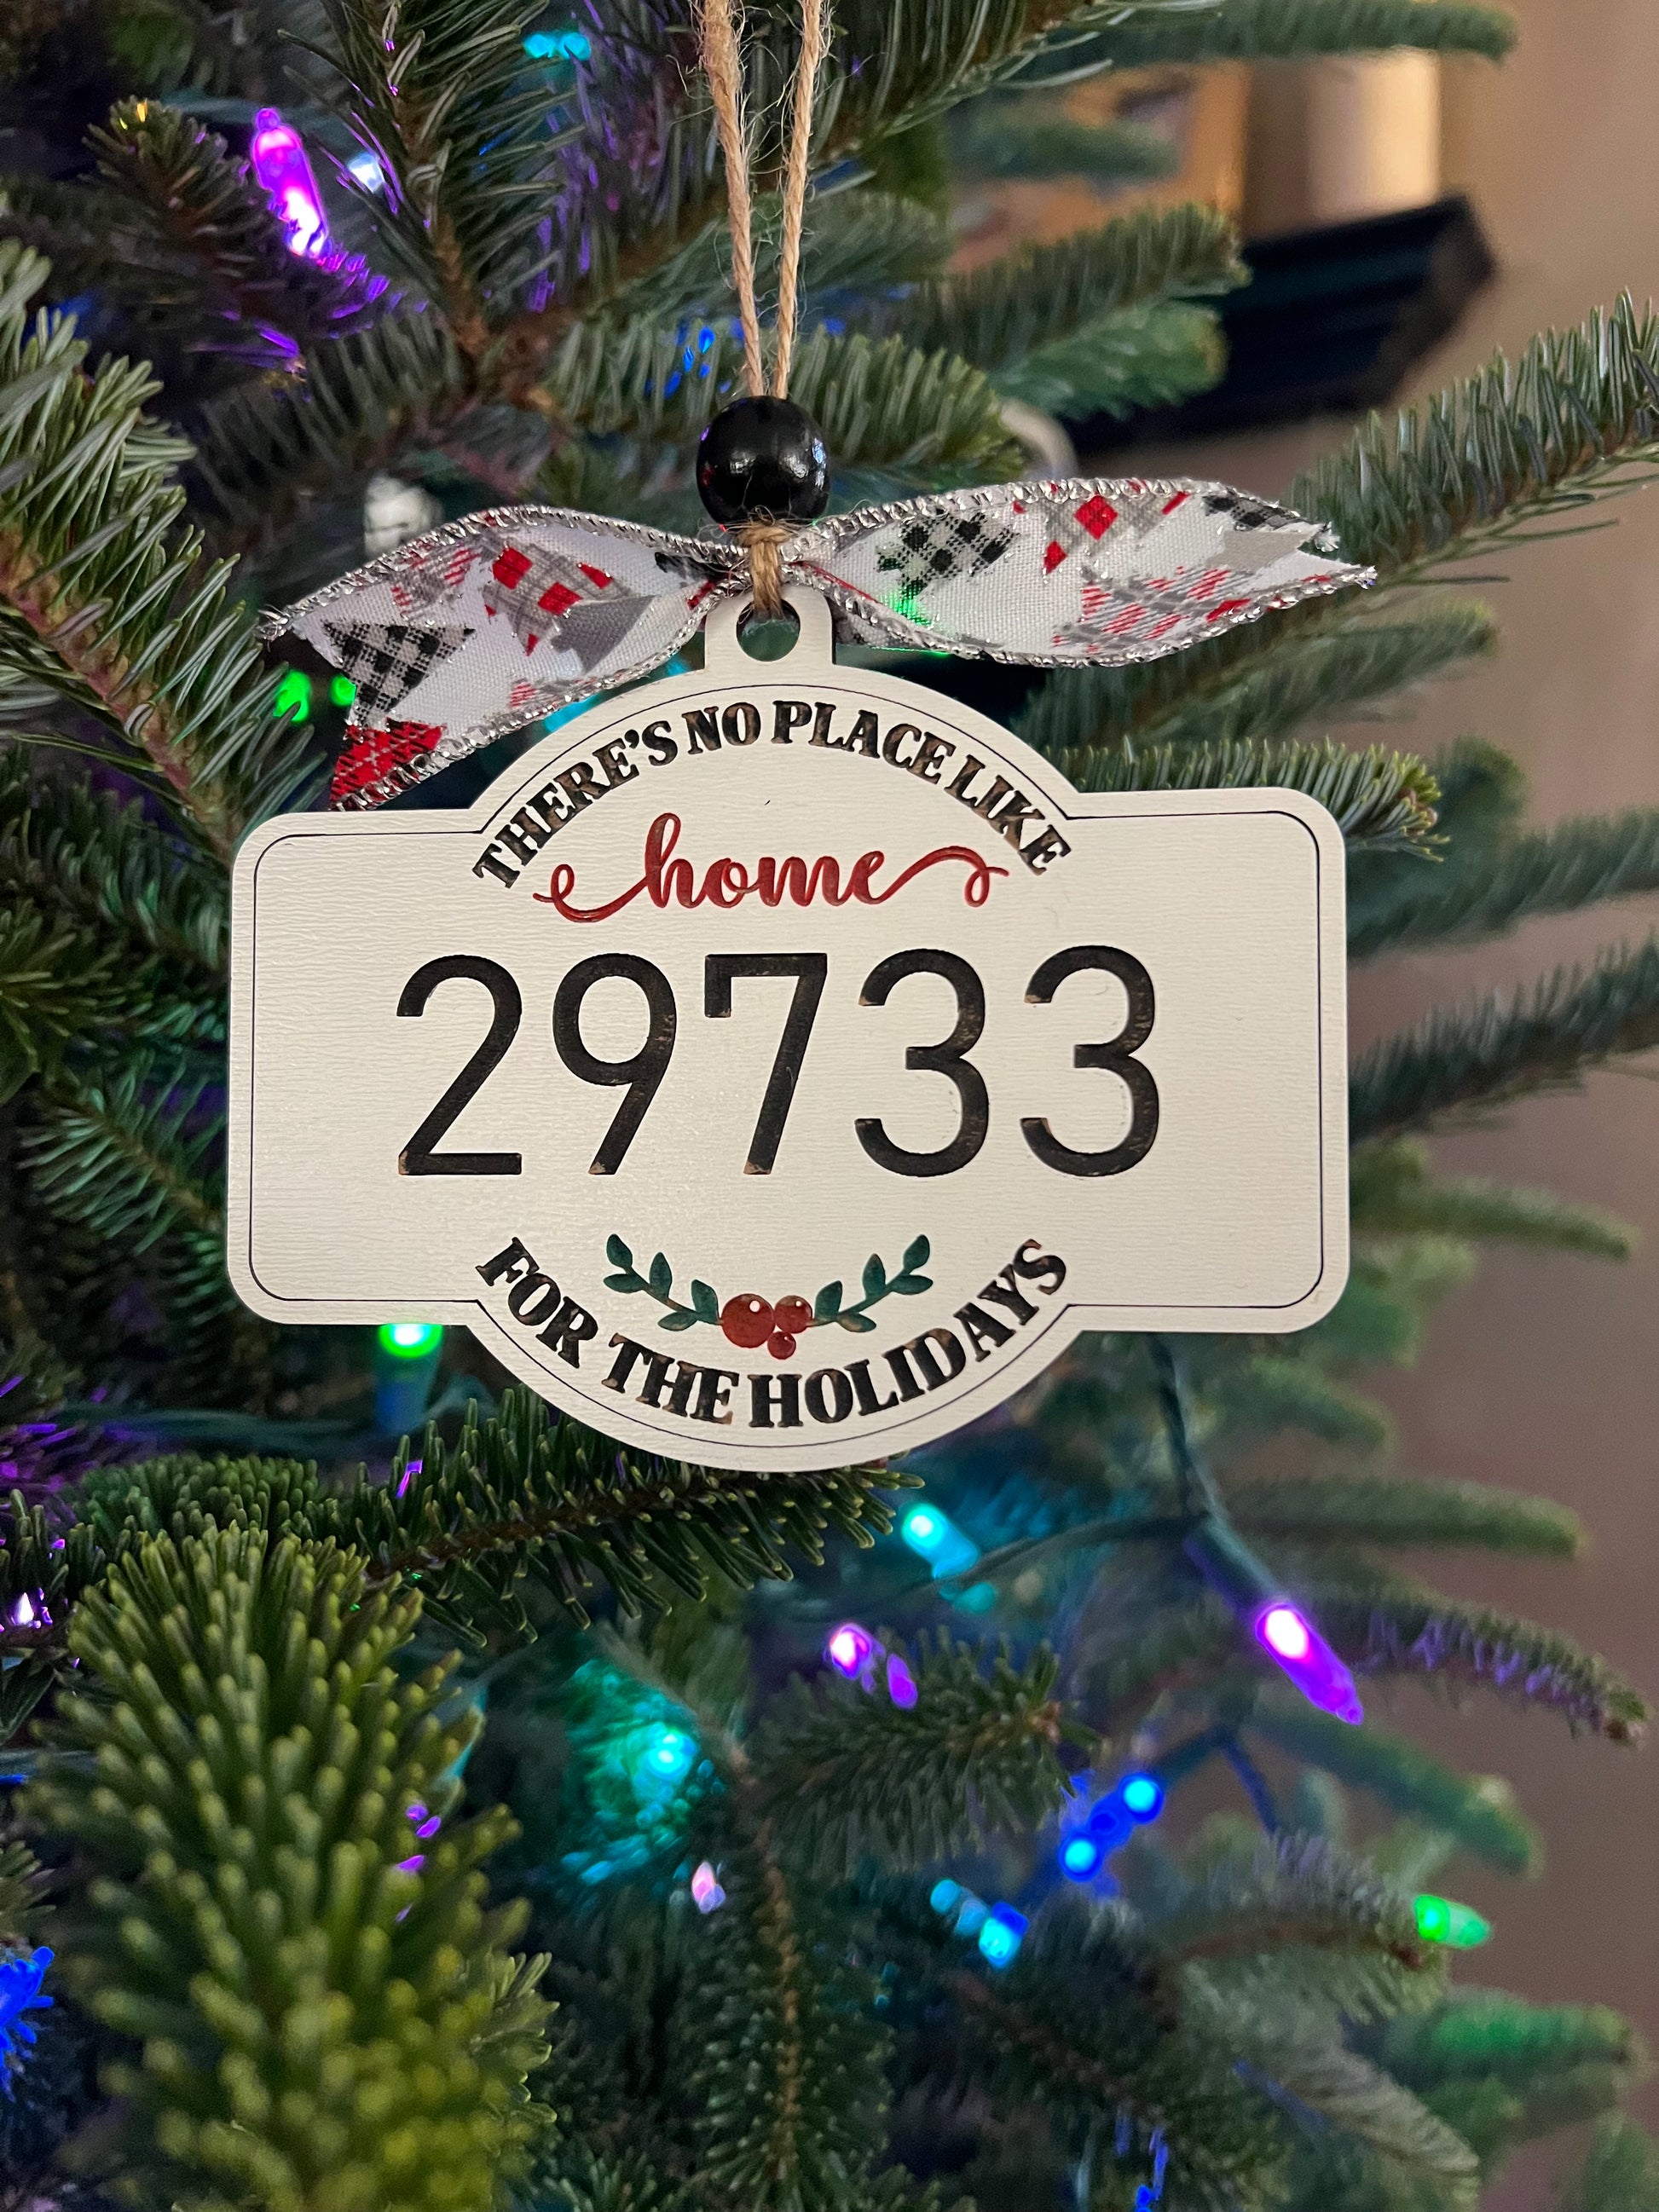 THERE'S NO PLACE LIKE
home
29733
FOR THE HOLIDAYS